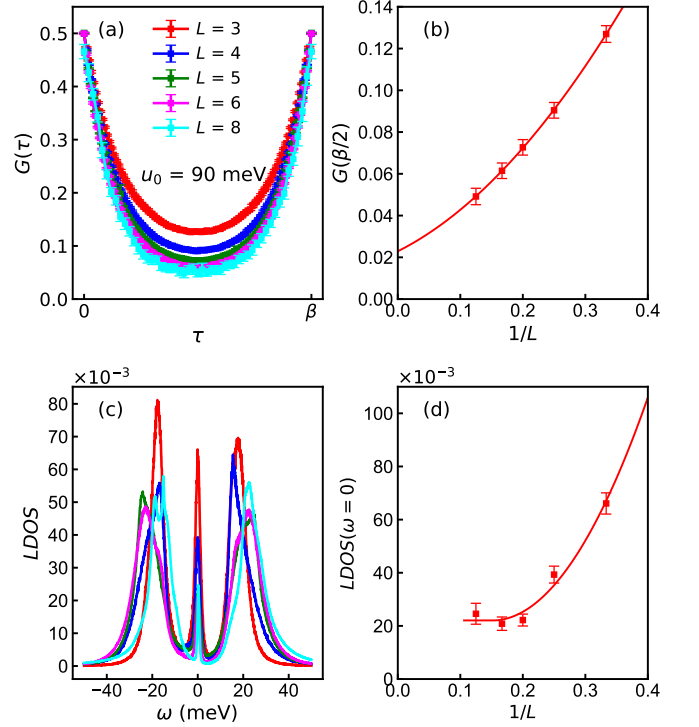 (a)
L = 3
L = 4
L = 5
L = 6
L = 8
u₀ = 90 meV
G(τ)
0.5
0.4
0.3
0.2
0.1
0.0
0
β
τ
(b)
G(β/2)
0.14
0.12
0.10
0.08
0.06
0.04
0.02
0.00
0.0 0.1 0.2 0.3 0.4
1/L
×10⁻³
(c)
LDOS
80
70
60
50
40
30
20
10
0
−40 −20 0 20 40
ω (meV)
×10⁻³
(d)
LDOS(ω=0)
100
80
60
40
20
0
0.0 0.1 0.2 0.3 0.4
1/L